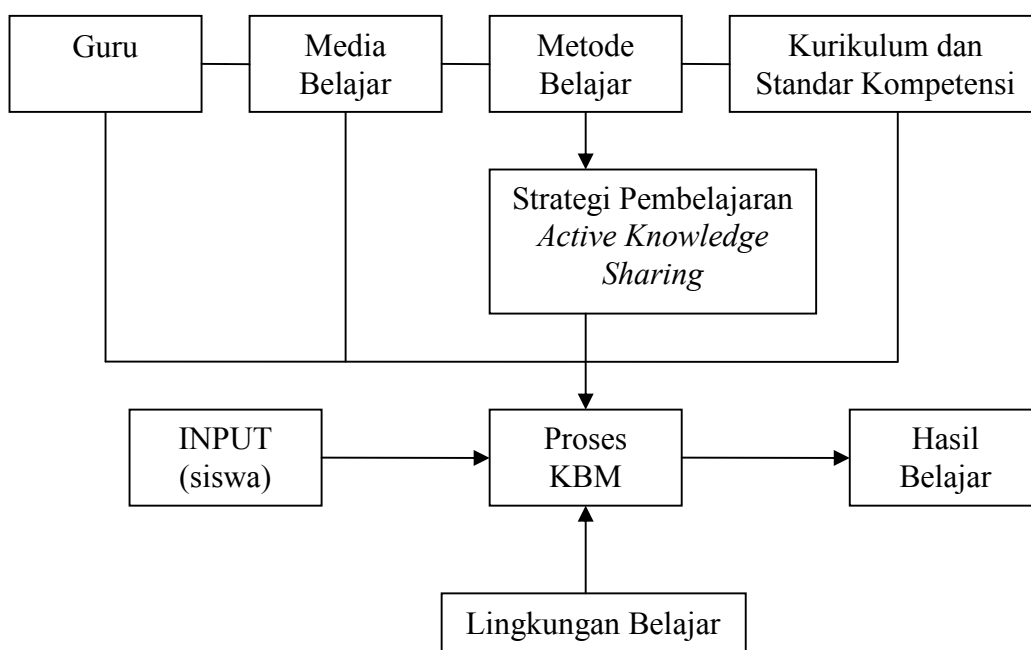 Guru
Media
Belajar
Metode
Belajar
Kurikulum dan
Standar Kompetensi
Strategi Pembelajaran
Active Knowledge
Sharing
INPUT
(siswa)
Proses
KBM
Hasil
Belajar
Lingkungan Belajar